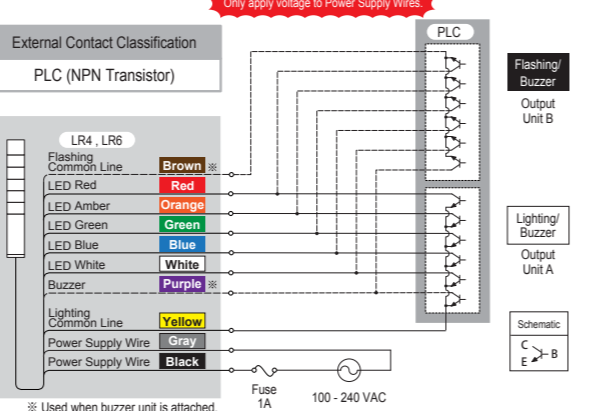 Only apply voltage to Power Supply Wires.
External Contact Classification
PLC (NPN Transistor)
PLC
Flashing/
Buzzer
Output
Unit B
LR4 , LR6
Flashing
Common Line
Brown ※
LED Red
Red
LED Amber
Orange
LED Green
Green
LED Blue
Blue
LED White
White
Buzzer
Purple ※
Lighting
Common Line
Yellow
Power Supply Wire
Gray
Power Supply Wire
Black
Lighting/
Buzzer
Output
Unit A
Schematic
C
B
E
Fuse
1A
100 - 240 VAC
※ Used when buzzer unit is attached.